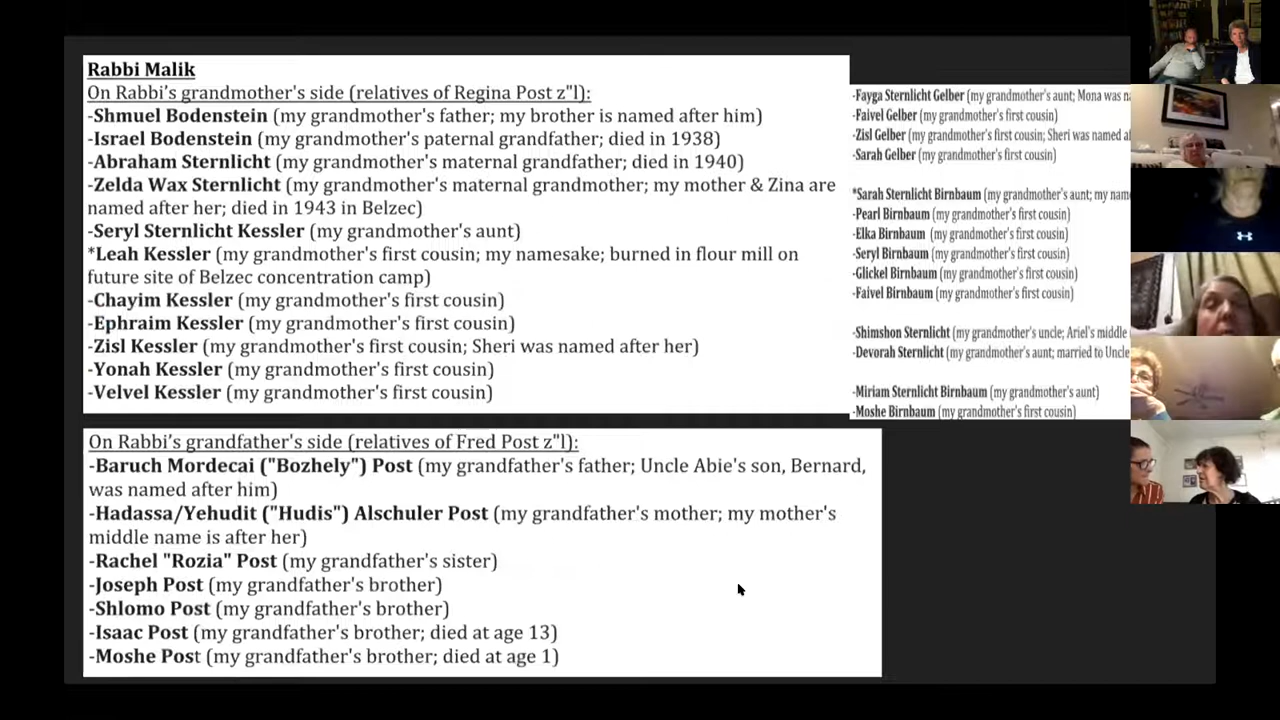 Rabbi Malik
On Rabbi's grandmother's side (relatives of Regina Post z"l):
-Shmuel Bodenstein (my grandmother's father; my brother is named after him)
-Israel Bodenstein (my grandmother's paternal grandfather; died in 1938)
-Abraham Sternlicht (my grandmother's maternal grandfather; died in 1940)
-Zelda Wax Sternlicht (my grandmother's maternal grandmother; my mother & Zina are
named after her; died in 1943 in Belzec)
-Seryl Sternlicht Kessler (my grandmother's aunt)
*Leah Kessler (my grandmother's first cousin; my namesake; burned in flour mill on
future site of Belzec concentration camp)
-Chayim Kessler (my grandmother's first cousin)
-Ephraim Kessler (my grandmother's first cousin)
-Zisl Kessler (my grandmother's first cousin; Sheri was named after her)
-Yonah Kessler (my grandmother's first cousin)
-Velvel Kessler (my grandmother's first cousin)
-Fayga Sternlicht Gelber (my grandmother's aunt; Mona was
-Faivel Gelber (my grandmother's first cousin)
-Zisl Gelber (my grandmother's first cousin; Sheri was named
-Sarah Gelber (my grandmother's first cousin)
*Sarah Sternlicht Birnbaum (my grandmother's aunt; my
-Pearl Birnbaum (my grandmother's first cousin)
-Elka Birnbaum (my grandmother's first cousin)
-Seryl Birnbaum (my grandmother's first cousin)
-Glickel Birnbaum (my grandmother's first cousin)
-Faivel Birnbaum (my grandmother's first cousin)
-Shimshon Sternlicht (my grandmother's uncle; Ariel's middle
-Devorah Sternlicht (my grandmother's aunt; married to Uncle
-Miriam Sternlicht Birnbaum (my grandmother's aunt)
-Moshe Birnbaum (my grandmother's first cousin)
On Rabbi's grandfather's side (relatives of Fred Post z"l):
-Baruch Mordecai ("Bozhely") Post (my grandfather's father; Uncle Abie's son, Bernard,
was named after him)
-Hadassa/Yehudit ("Hudis") Alschuler Post (my grandfather's mother; my mother's
middle name is after her)
-Rachel "Rozia" Post (my grandfather's sister)
-Joseph Post (my grandfather's brother)
-Shlomo Post (my grandfather's brother)
-Isaac Post (my grandfather's brother; died at age 13)
-Moshe Post (my grandfather's brother; died at age 1)